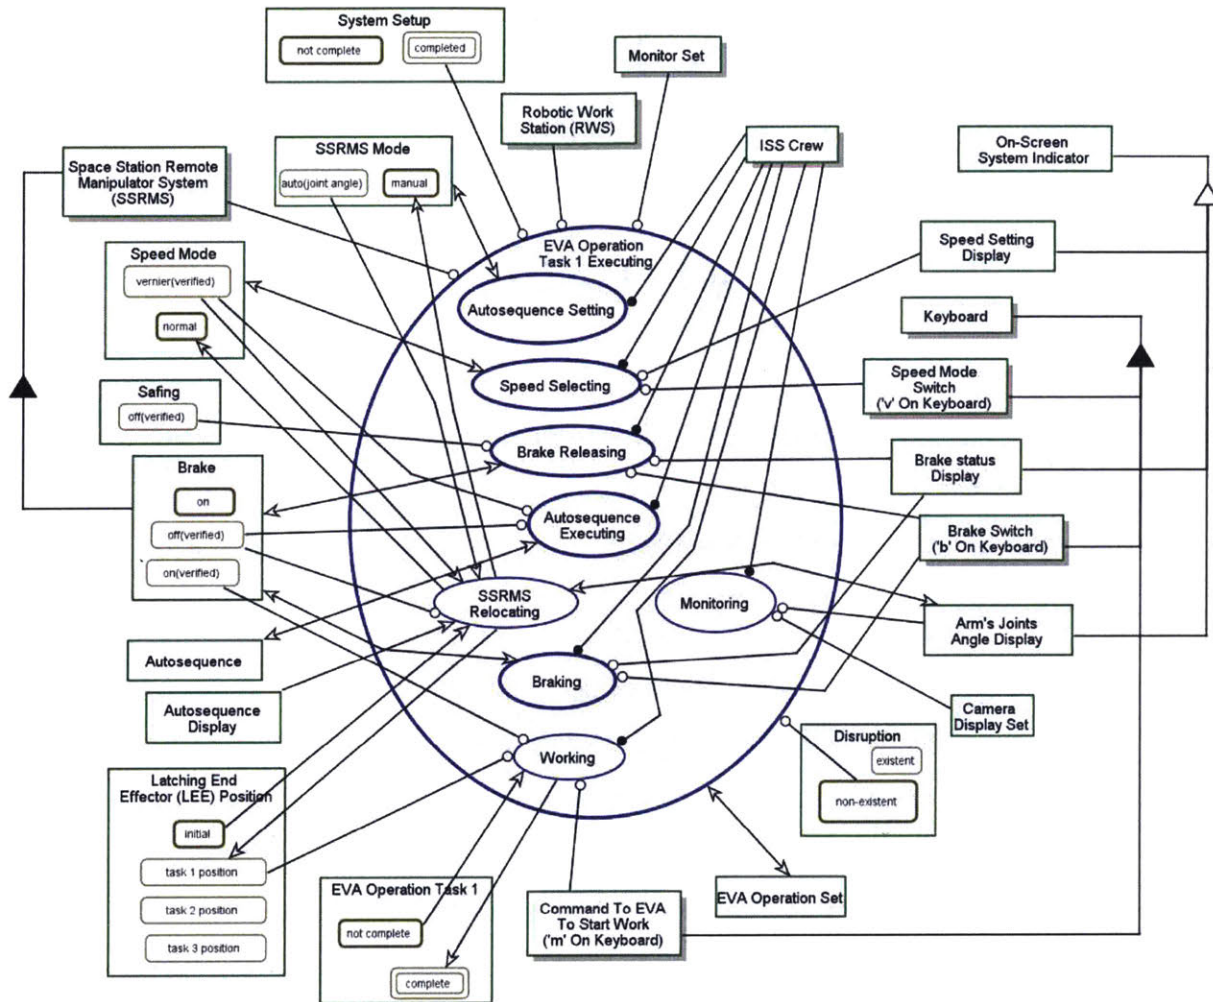 System Setup
not complete
completed
Monitor Set
Robotic Work
Station (RWS)
ISS Crew
On-Screen
System Indicator
SSRMS Mode
auto(joint angle)
manual
Space Station Remote
Manipulator System
(SSRMS)
EVA Operation
Task 1 Executing
Speed Setting
Display
Speed Mode
vernier(verified)
normal
Autosequence Setting
Keyboard
Speed Selecting
Speed Mode
Switch
('v' On Keyboard)
Safing
off(verified)
Brake Releasing
Brake status
Display
Brake
on
off(verified)
on(verified)
Autosequence
Executing
Brake Switch
('b' On Keyboard)
SSRMS
Relocating
Monitoring
Arm's Joints
Angle Display
Autosequence
Braking
Autosequence
Display
Camera
Display Set
Working
Disruption
existent
non-existent
Latching End
Effector (LEE) Position
initial
task 1 position
task 2 position
task 3 position
EVA Operation Task 1
not complete
complete
Command To EVA
To Start Work
('m' On Keyboard)
EVA Operation Set